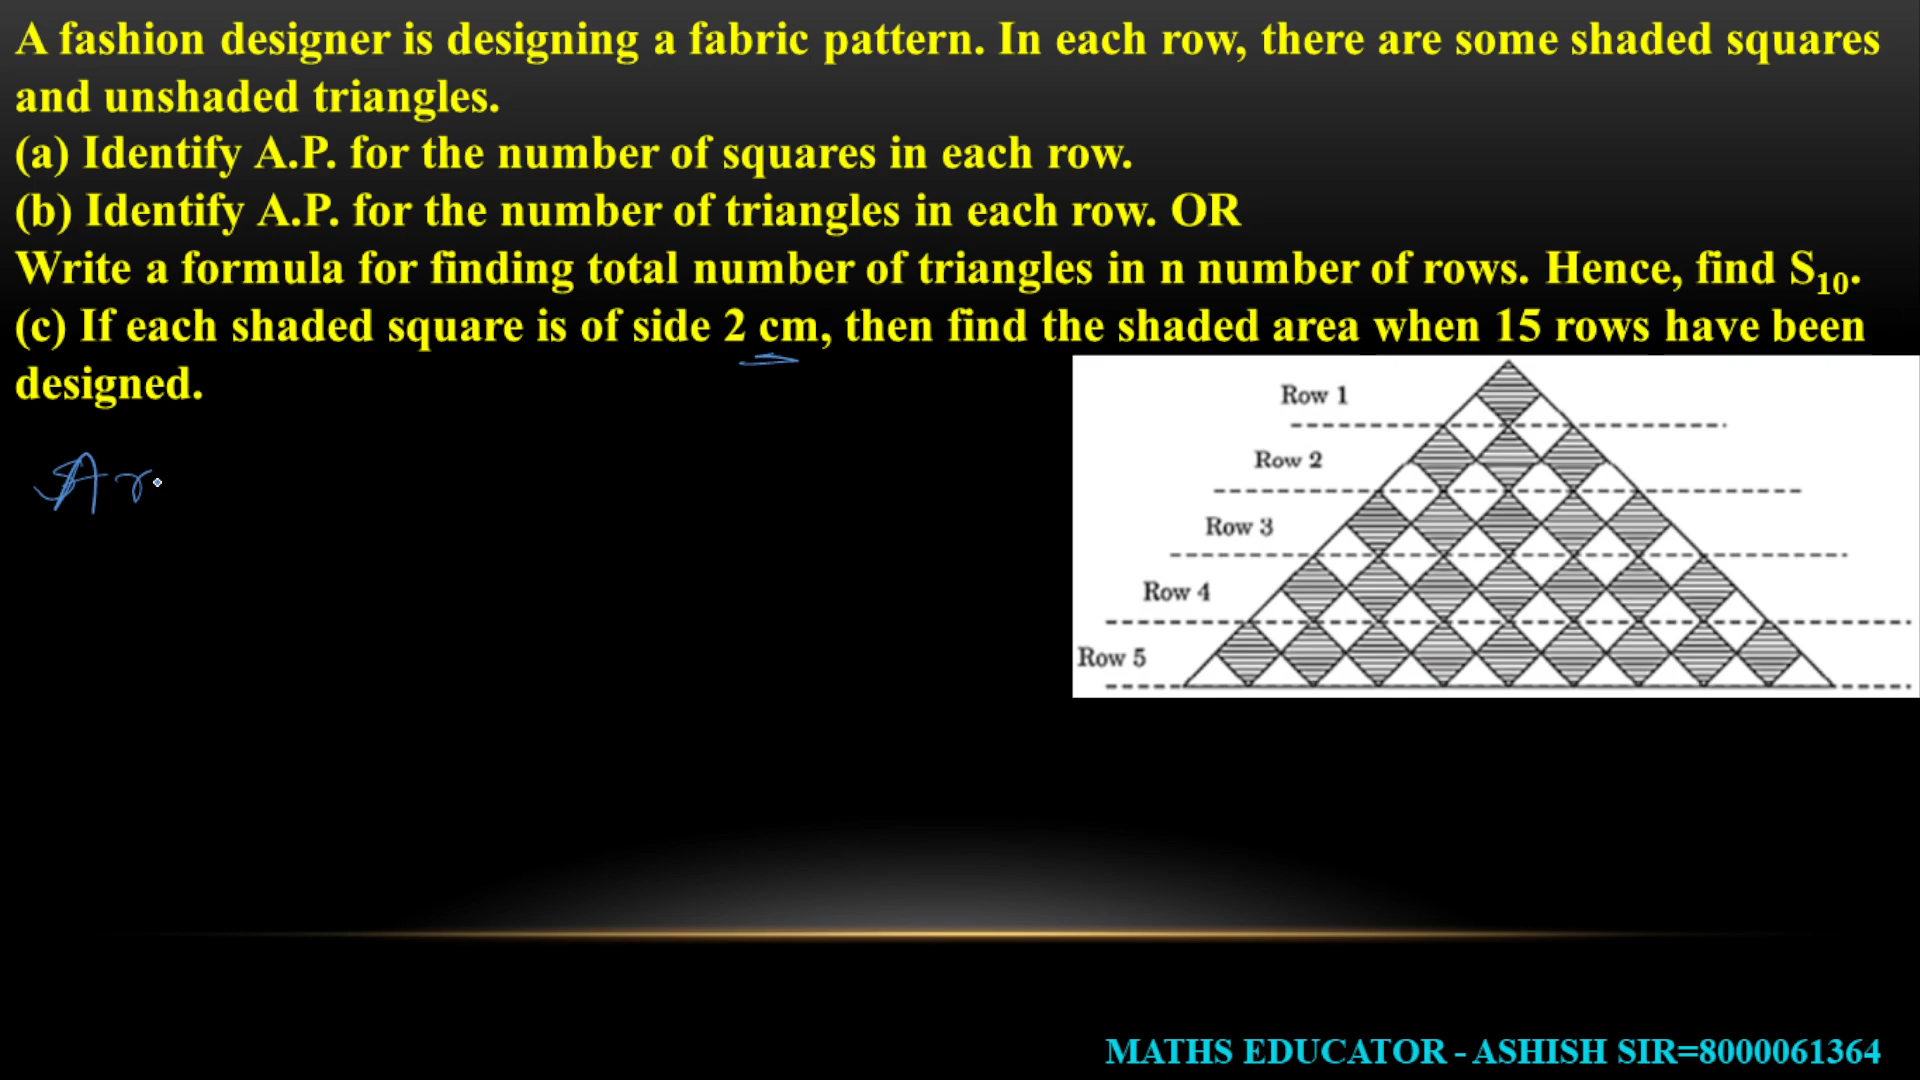 A fashion designer is designing a fabric pattern. In each row, there are some shaded squares
and unshaded triangles.
(a) Identify A.P. for the number of squares in each row.
(b) Identify A.P. for the number of triangles in each row. OR
Write a formula for finding total number of triangles in n number of rows. Hence, find S₁₀.
(c) If each shaded square is of side 2 cm, then find the shaded area when 15 rows have been
designed.
Row 1
Row 2
Row 3
Row 4
Row 5
Ar
MATHS EDUCATOR - ASHISH SIR=8000061364